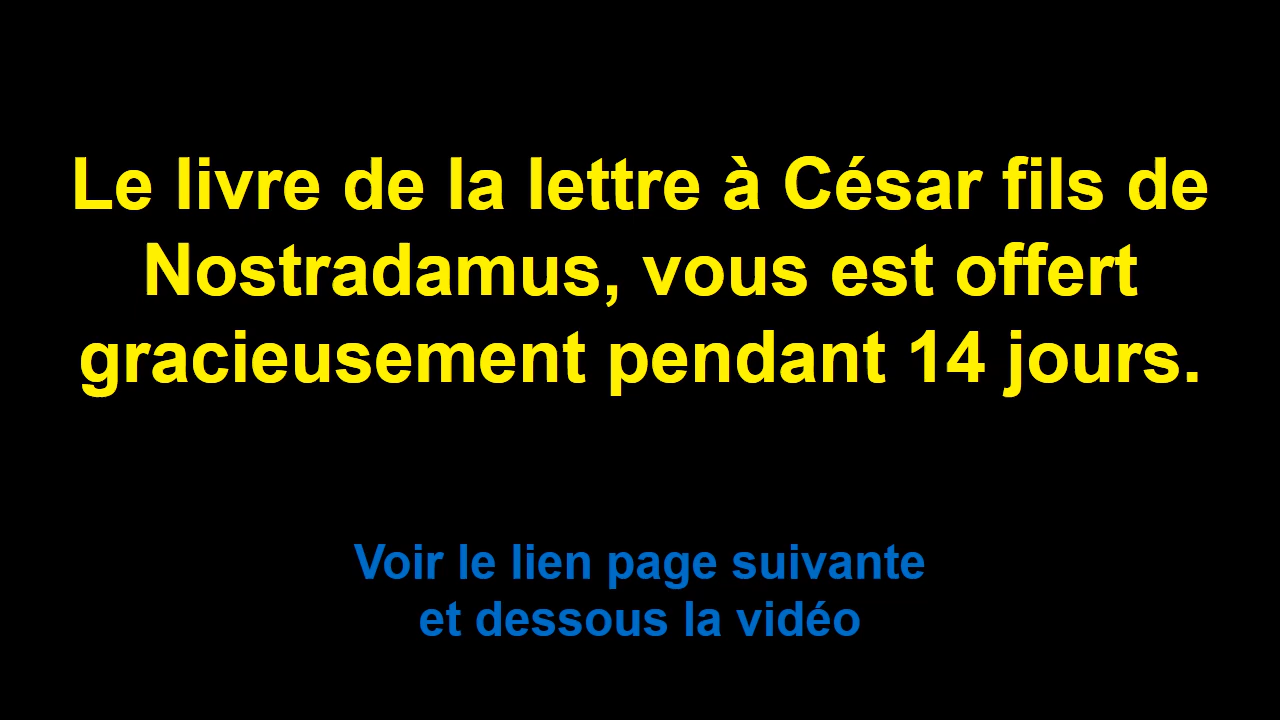 Le livre de la lettre à César fils de
Nostradamus, vous est offert
gracieusement pendant 14 jours.
Voir le lien page suivante
et dessous la vidéo